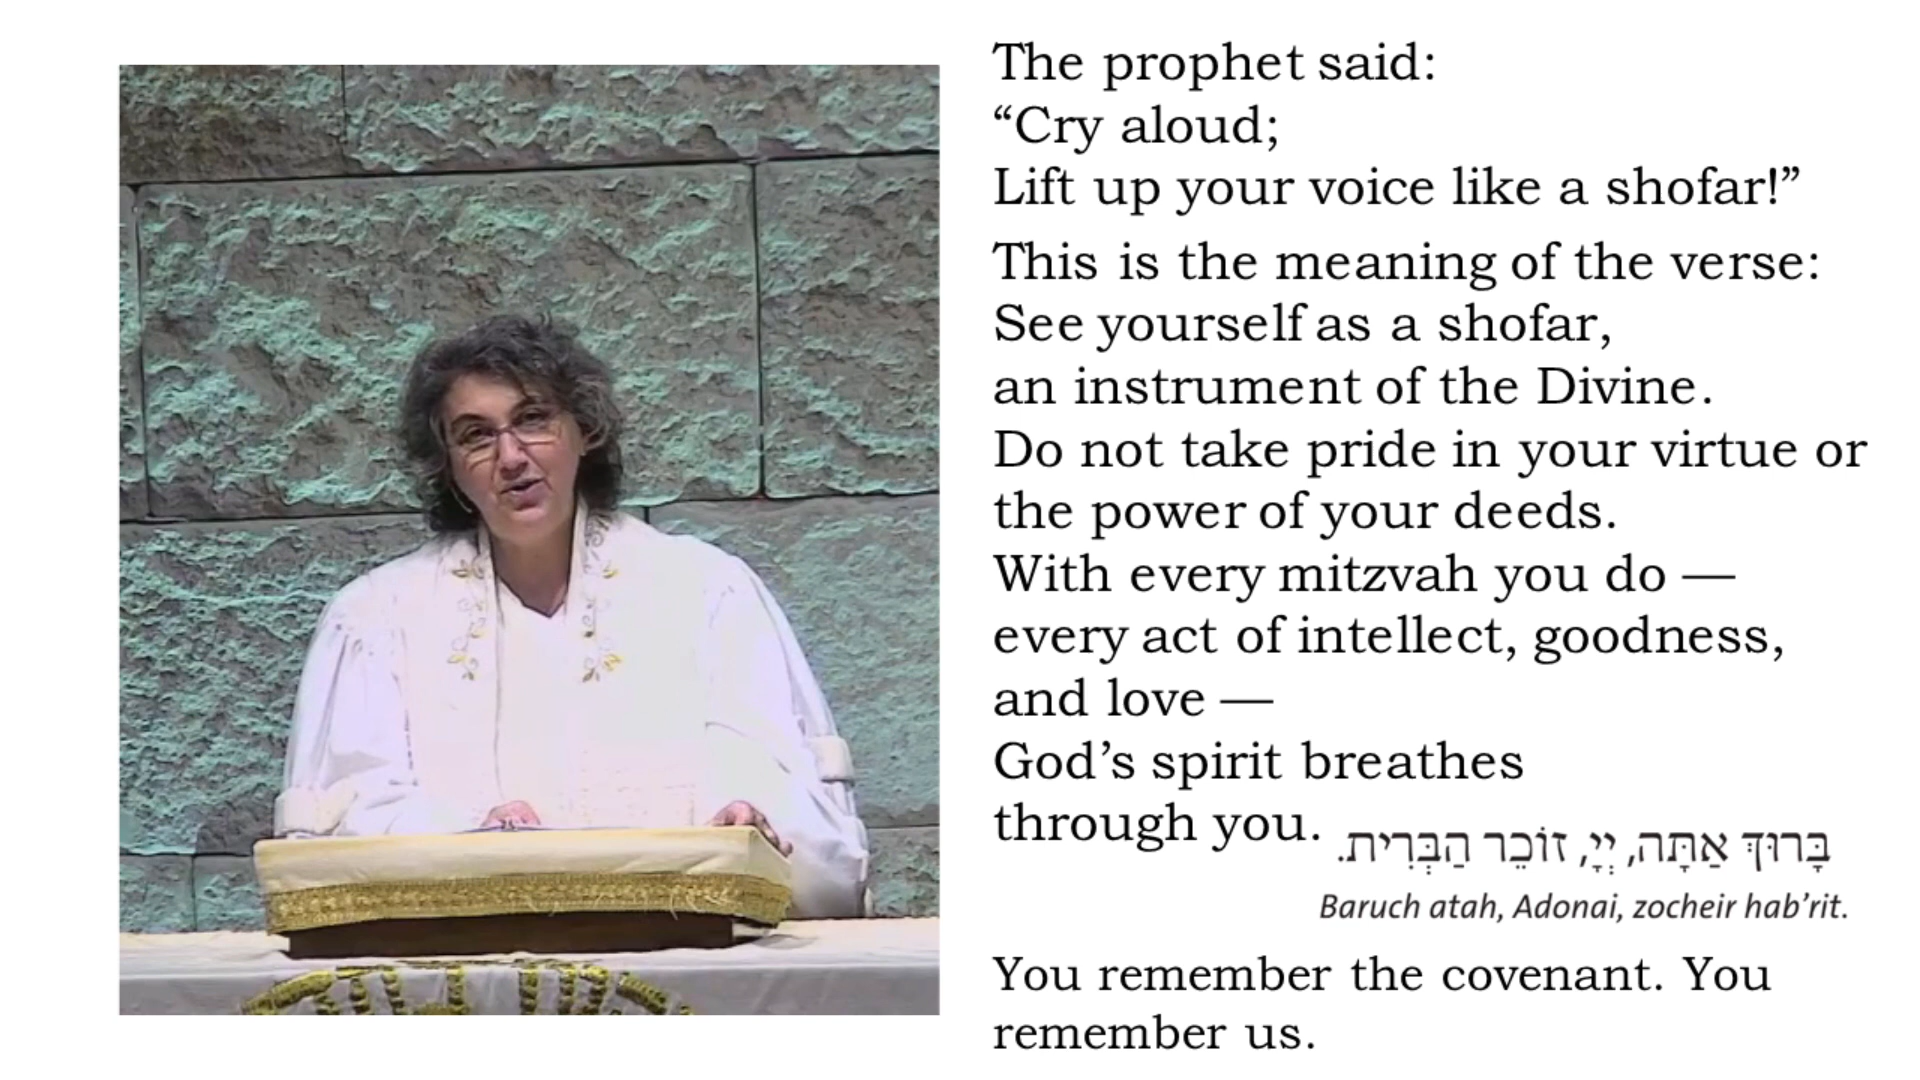 The prophet said:
“Cry aloud;
Lift up your voice like a shofar!”
This is the meaning of the verse:
See yourself as a shofar,
an instrument of the Divine.
Do not take pride in your virtue or
the power of your deeds.
With every mitzvah you do —
every act of intellect, goodness,
and love —
God’s spirit breathes
through you.
בָּרוּךְ אַתָּה, יְיָ, זוֹכֵר הַבְּרִית.
Baruch atah, Adonai, zocheir hab’rit.
You remember the covenant. You
remember us.